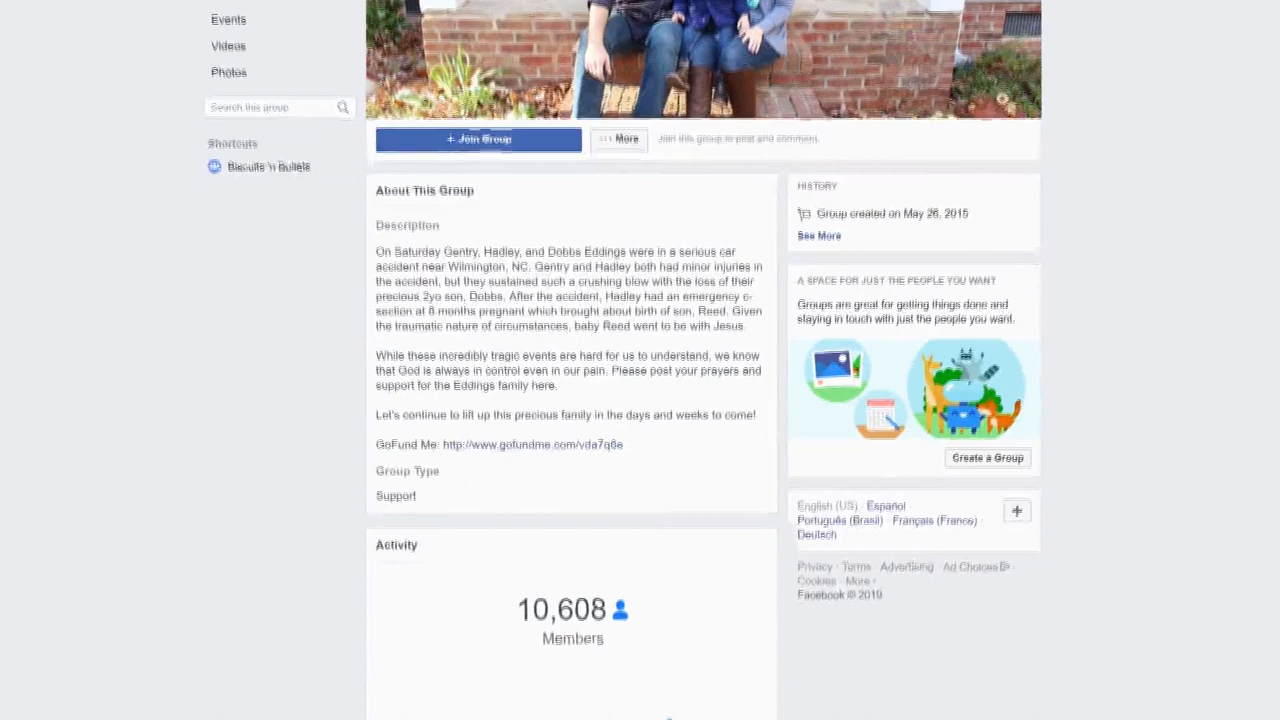 Events
Videos
Photos
Search this group
Shortcuts
Biscuits 'n Bullets
+ Join Group
··· More
Join this group to post and comment.
About This Group
Description
On Saturday Gentry, Hadley, and Dobbs Eddings were in a serious car
accident near Wilmington, NC. Gentry and Hadley both had minor injuries in
the accident, but they sustained such a crushing blow with the loss of their
precious 2yo son, Dobbs. After the accident, Hadley had an emergency c-
section at 8 months pregnant which brought about birth of son, Reed. Given
the traumatic nature of circumstances, baby Reed went to be with Jesus.
While these incredibly tragic events are hard for us to understand, we know
that God is always in control even in our pain. Please post your prayers and
support for the Eddings family here.
Let's continue to lift up this precious family in the days and weeks to come!
GoFund Me: http://www.gofundme.com/vda7q8e
Group Type
Support
Activity
10,608
Members
HISTORY
Group created on May 26, 2015
See More
A SPACE FOR JUST THE PEOPLE YOU WANT
Groups are great for getting things done and
staying in touch with just the people you want.
Create a Group
English (US) · Español ·
Português (Brasil) · Français (France) ·
Deutsch
Privacy · Terms · Advertising · Ad Choices ·
Cookies · More
Facebook © 2019